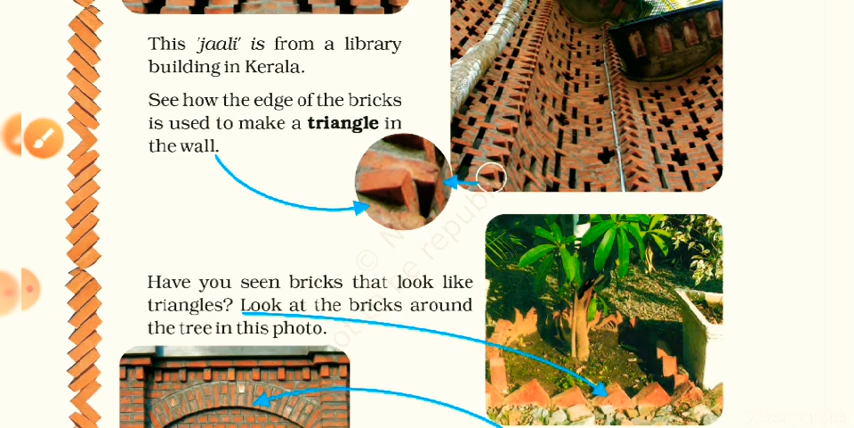 This 'jaali' is from a library
building in Kerala.
See how the edge of the bricks
is used to make a triangle in
the wall.
Have you seen bricks that look like
triangles? Look at the bricks around
the tree in this photo.